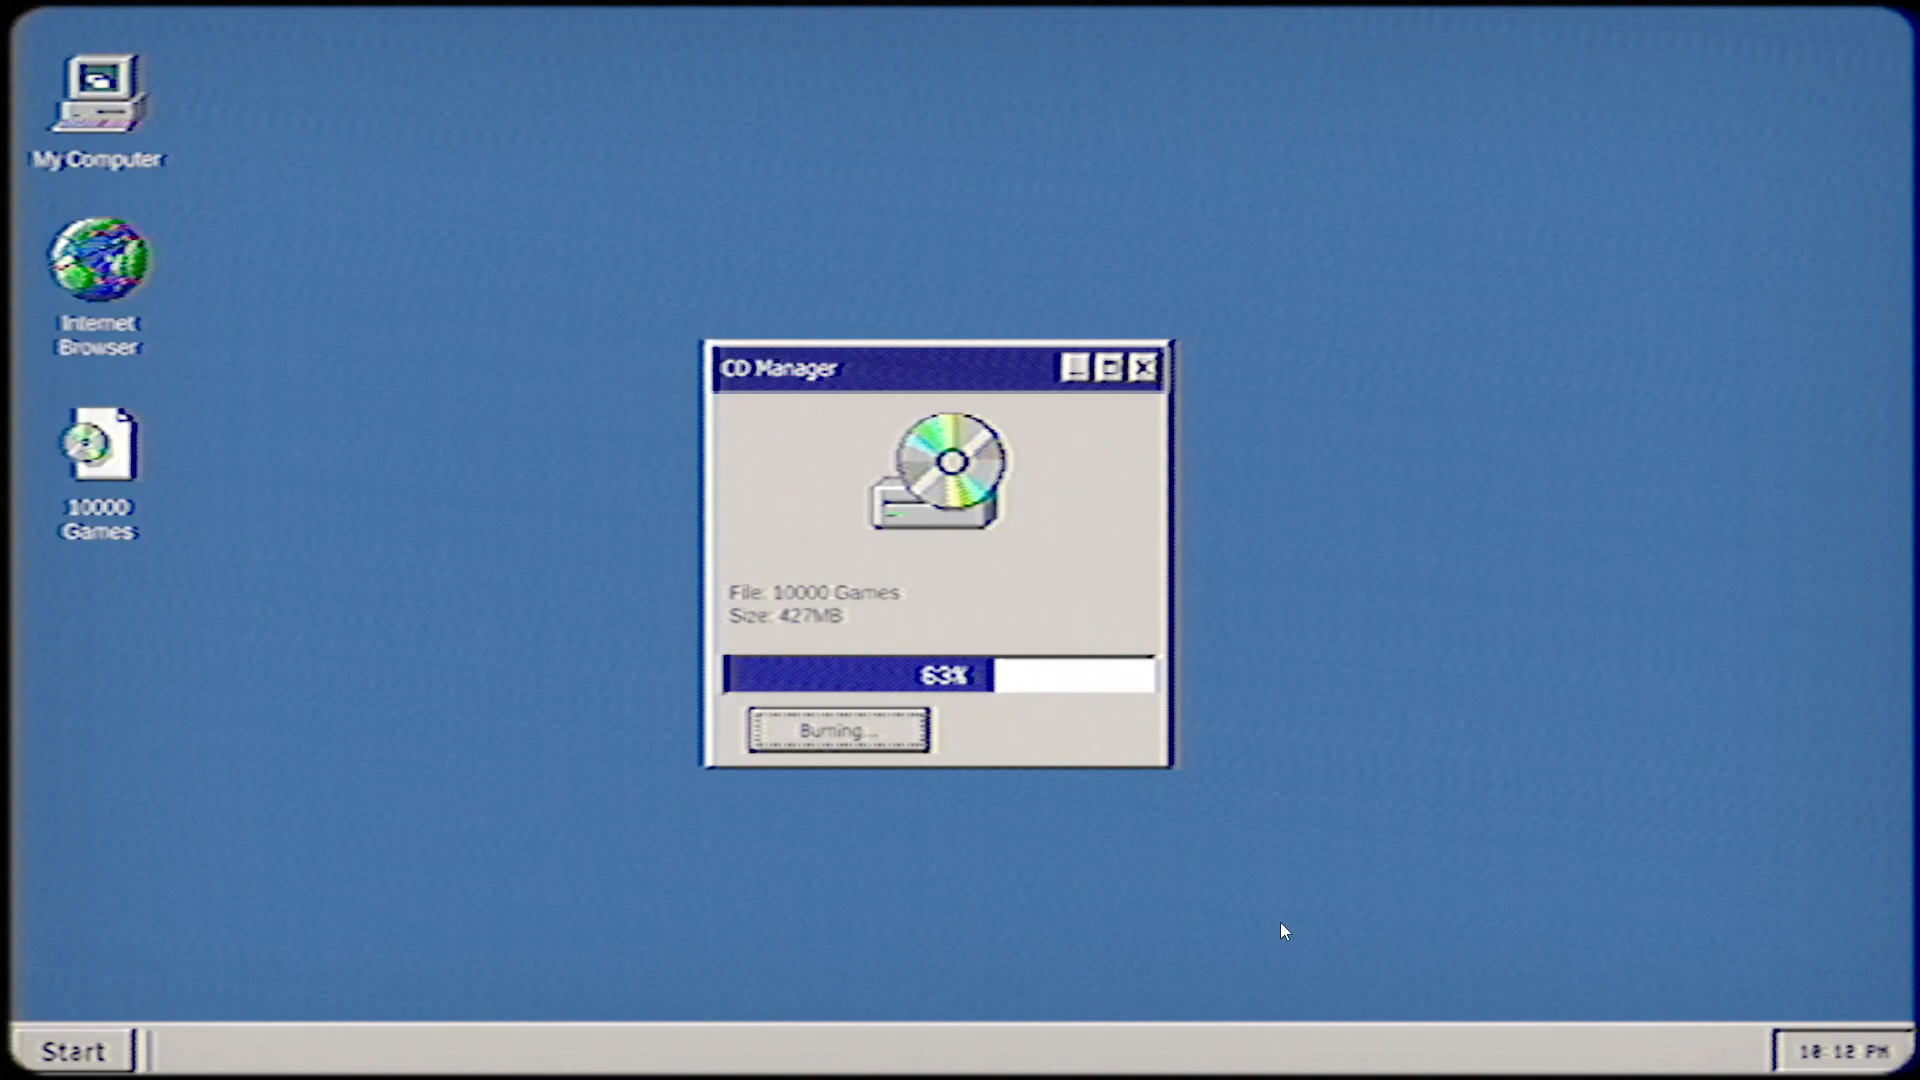 My Computer
Internet
Browser
10000
Games
CD Manager
File: 10000 Games
Size: 427MB
63%
Burning...
Start
10:12 PM